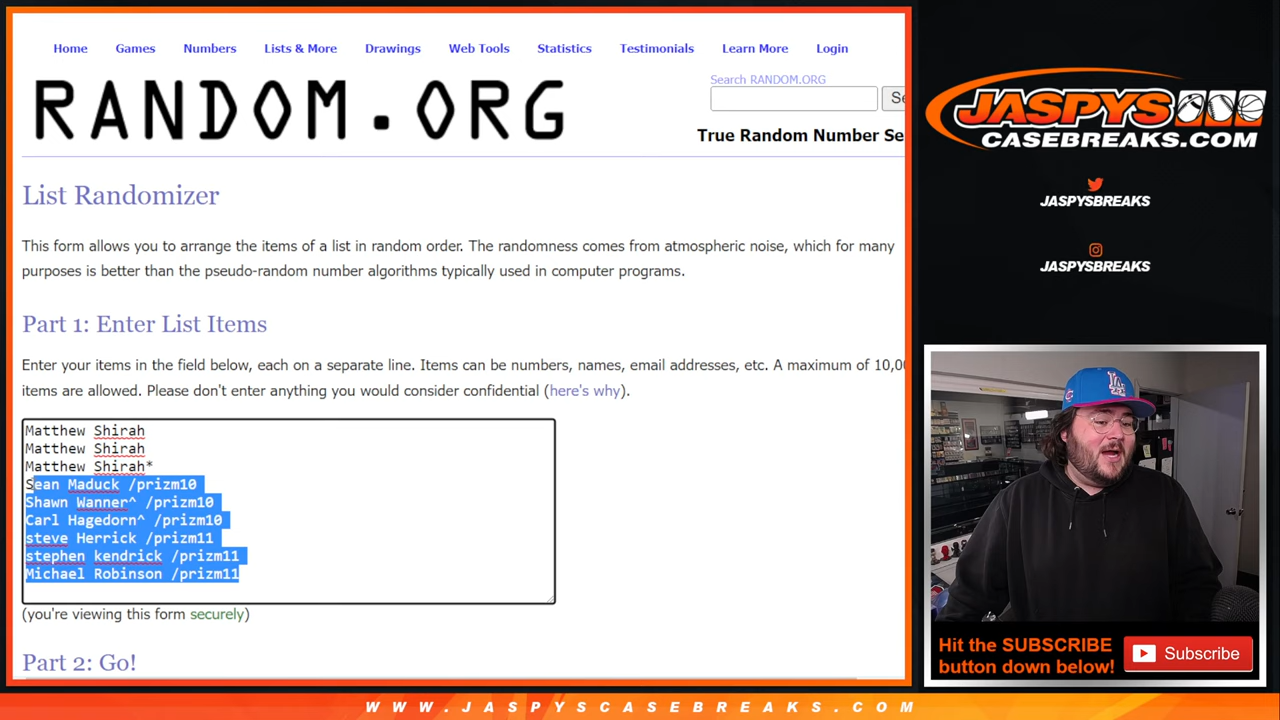 Home Games Numbers Lists & More Drawings Web Tools Statistics Testimonials Learn More Login
RANDOM.ORG
Search RANDOM.ORG
Se
True Random Number Se
List Randomizer
This form allows you to arrange the items of a list in random order. The randomness comes from atmospheric noise, which for many
purposes is better than the pseudo-random number algorithms typically used in computer programs.
Part 1: Enter List Items
Enter your items in the field below, each on a separate line. Items can be numbers, names, email addresses, etc. A maximum of 10,00
items are allowed. Please don't enter anything you would consider confidential (here's why).
Matthew Shirah
Matthew Shirah
Matthew Shirah*
Sean Maduck /prizm10
Shawn Wanner^ /prizm10
Carl Hagedorn^ /prizm10
steve Herrick /prizm11
stephen kendrick /prizm11
Michael Robinson /prizm11
(you're viewing this form securely)
Part 2: Go!
JASPYS
CASEBREAKS.COM
JASPYSBREAKS
JASPYSBREAKS
LA
Hit the SUBSCRIBE
button down below!
Subscribe
WWW.JASPYSCASEBREAKS.COM